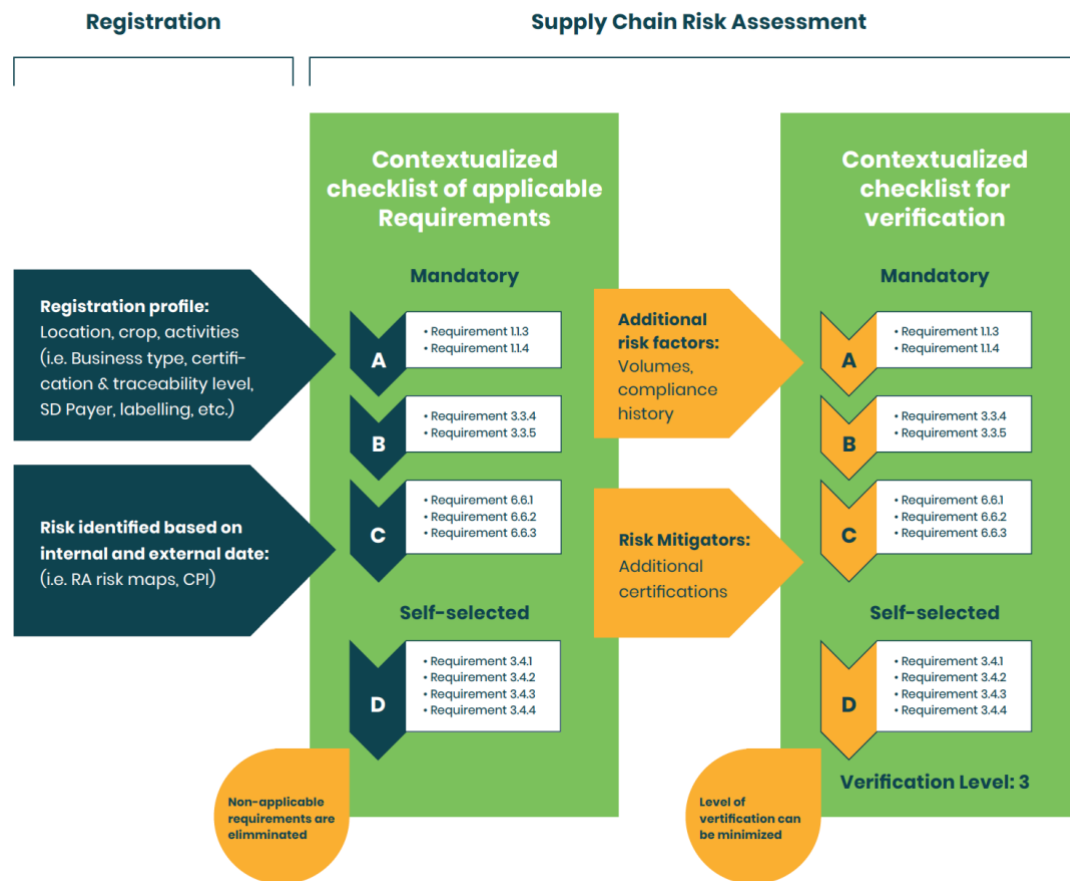 Registration
Supply Chain Risk Assessment
Registration profile:
Location, crop, activities
(i.e. Business type, certifi-
cation & traceability level,
SD Payer, labelling, etc.)
Risk identified based on
internal and external date:
(i.e. RA risk maps, CPI)
Contextualized
checklist of applicable
Requirements
Mandatory
A
• Requirement 1.1.3
• Requirement 1.1.4
B
• Requirement 3.3.4
• Requirement 3.3.5
C
• Requirement 6.6.1
• Requirement 6.6.2
• Requirement 6.6.3
Self-selected
D
• Requirement 3.4.1
• Requirement 3.4.2
• Requirement 3.4.3
• Requirement 3.4.4
Non-applicable
requirements are
elimminated
Additional
risk factors:
Volumes,
compliance
history
Risk Mitigators:
Additional
certifications
Contextualized
checklist for
verification
Mandatory
A
• Requirement 1.1.3
• Requirement 1.1.4
B
• Requirement 3.3.4
• Requirement 3.3.5
C
• Requirement 6.6.1
• Requirement 6.6.2
• Requirement 6.6.3
Self-selected
D
• Requirement 3.4.1
• Requirement 3.4.2
• Requirement 3.4.3
• Requirement 3.4.4
Verification Level: 3
Level of
vertification can
be minimized